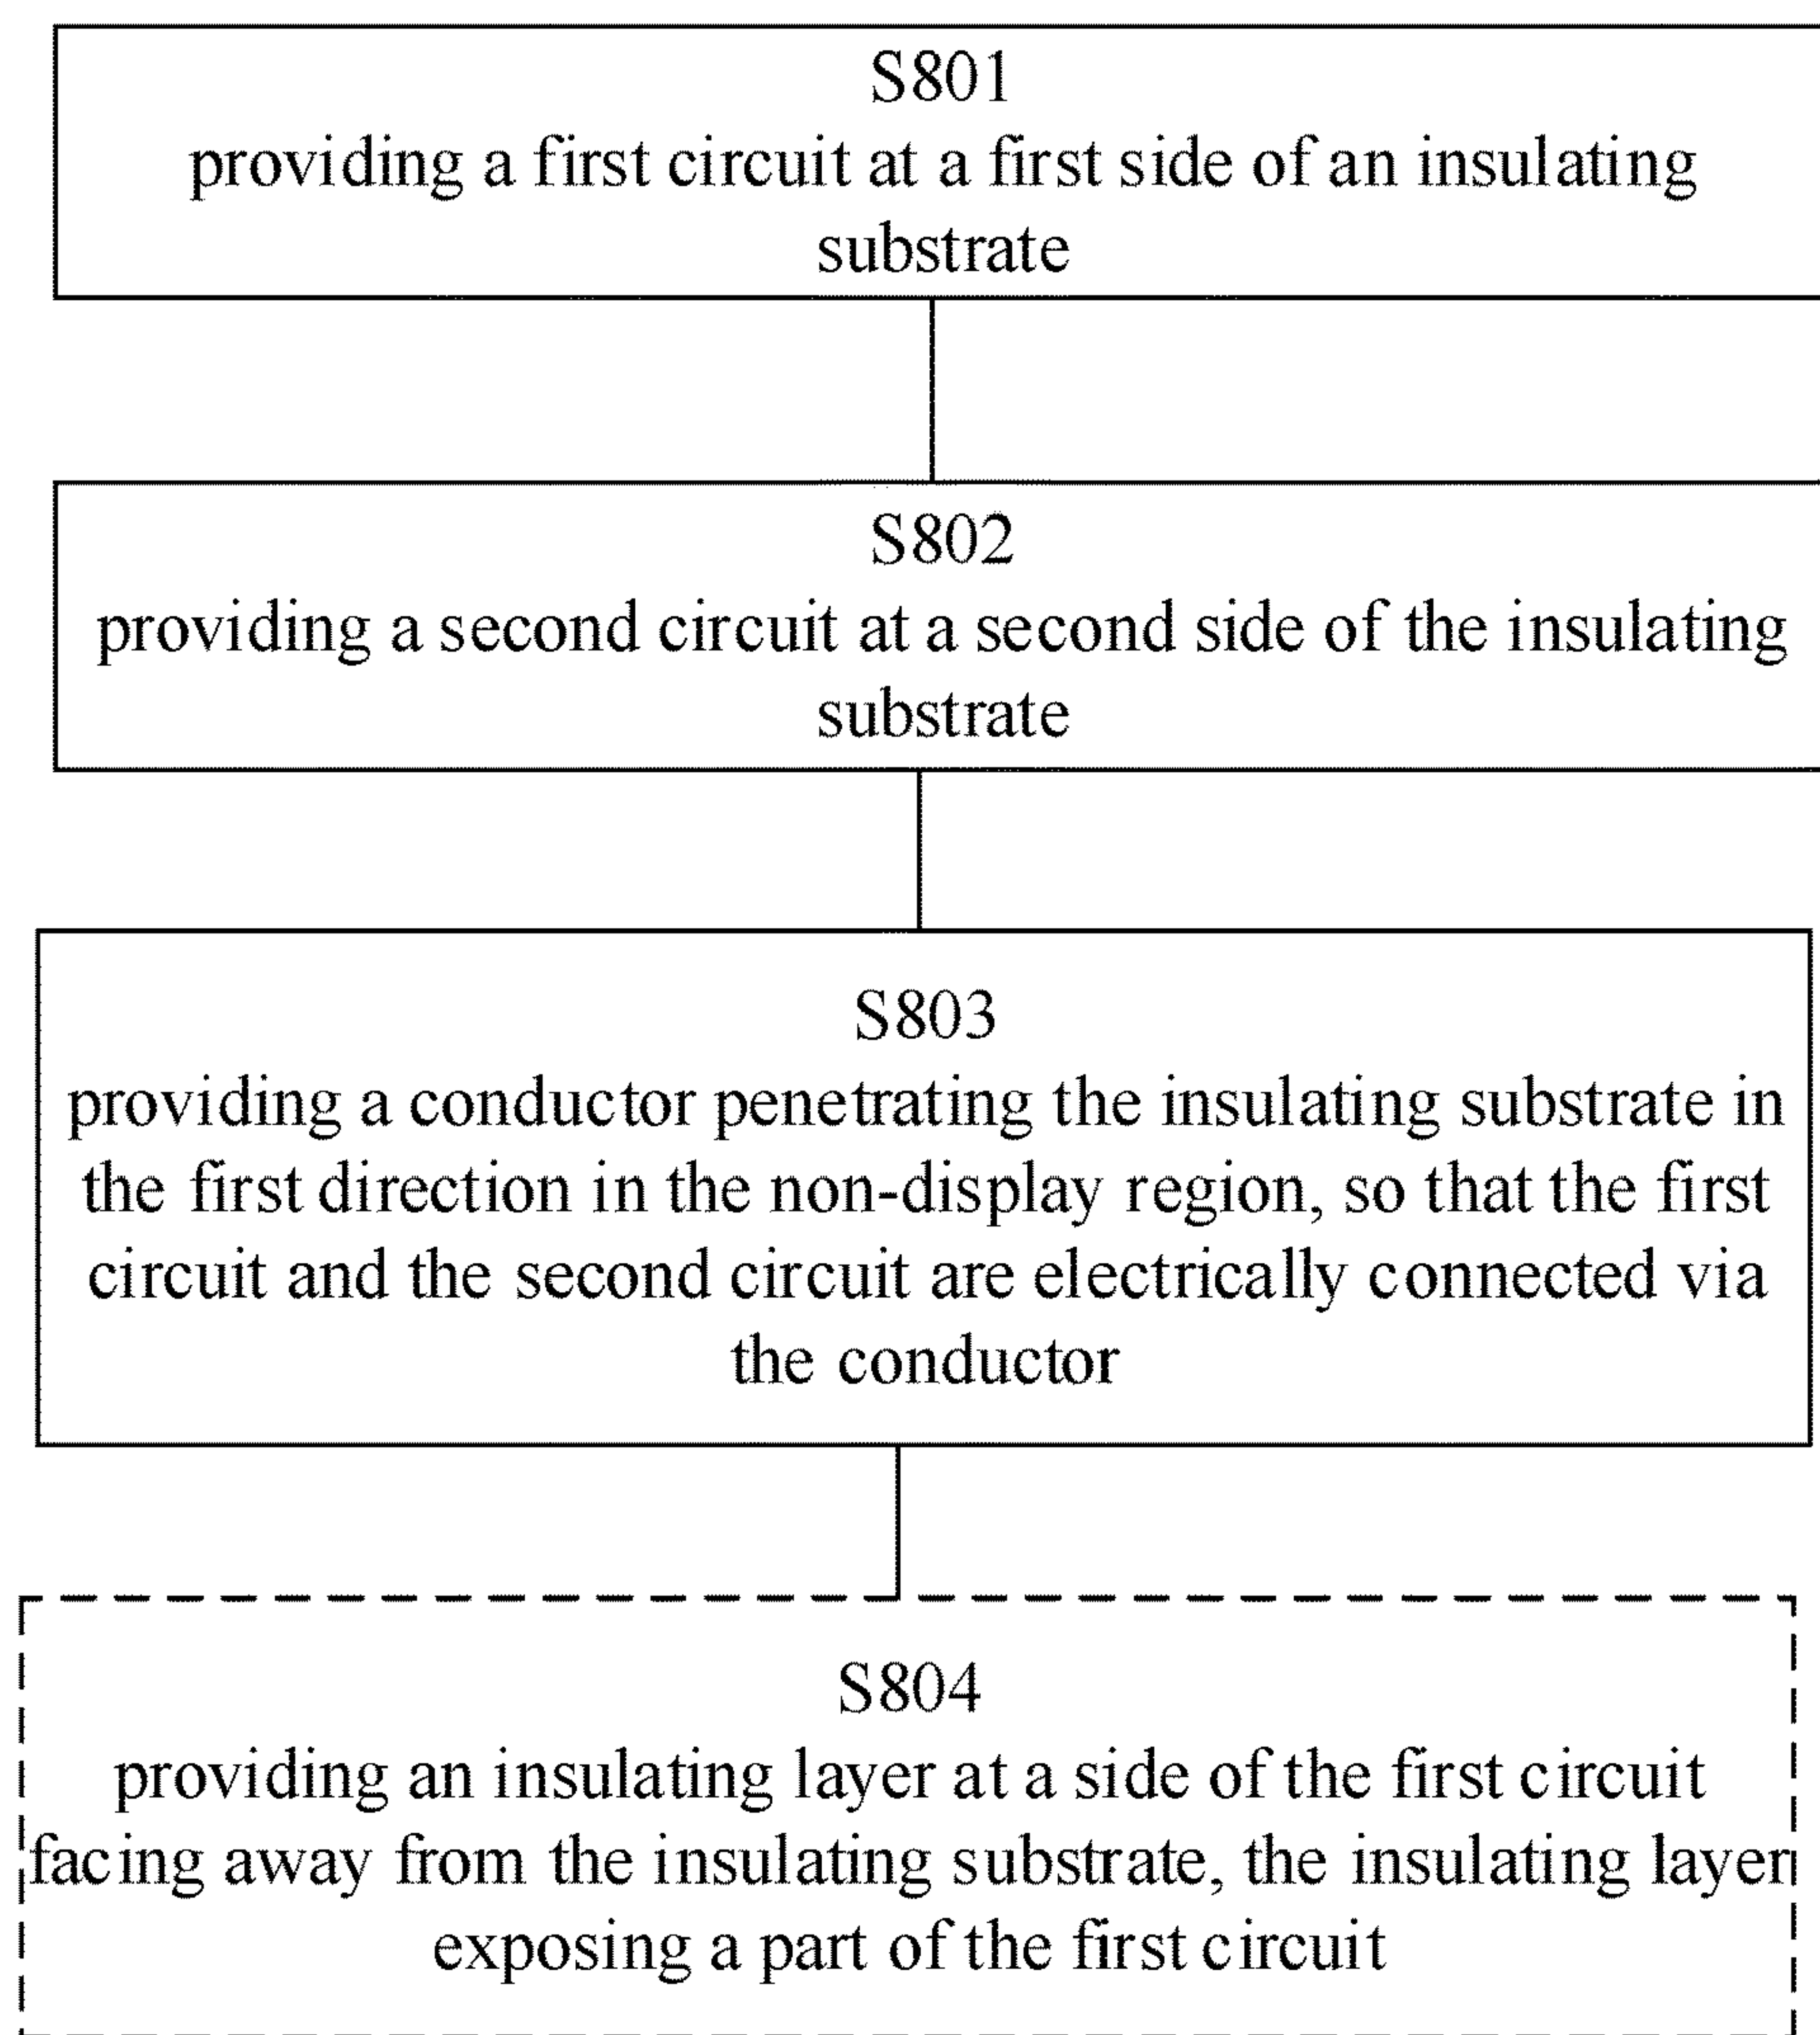 S801
providing a first circuit at a first side of an insulating
substrate
S802
providing a second circuit at a second side of the insulating
substrate
S803
providing a conductor penetrating the insulating substrate in
the first direction in the non-display region, so that the first
circuit and the second circuit are electrically connected via
the conductor
S804
providing an insulating layer at a side of the first circuit
facing away from the insulating substrate, the insulating layer
exposing a part of the first circuit